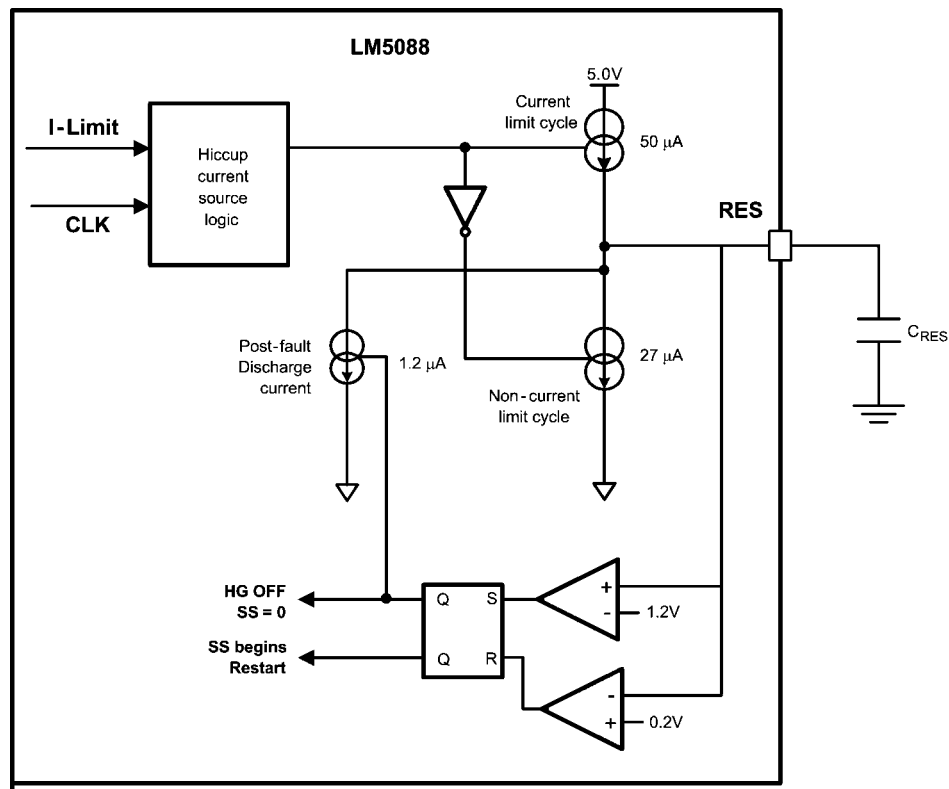 LM5088
5.0V
Current
limit cycle
50 μA
I-Limit
CLK
Hiccup
current
source
logic
RES
C_RES
Post-fault
Discharge
current
1.2 μA
27 μA
Non-current
limit cycle
HG OFF
SS = 0
Q
S
+
-
1.2V
SS begins
Restart
Q
R
-
+
0.2V